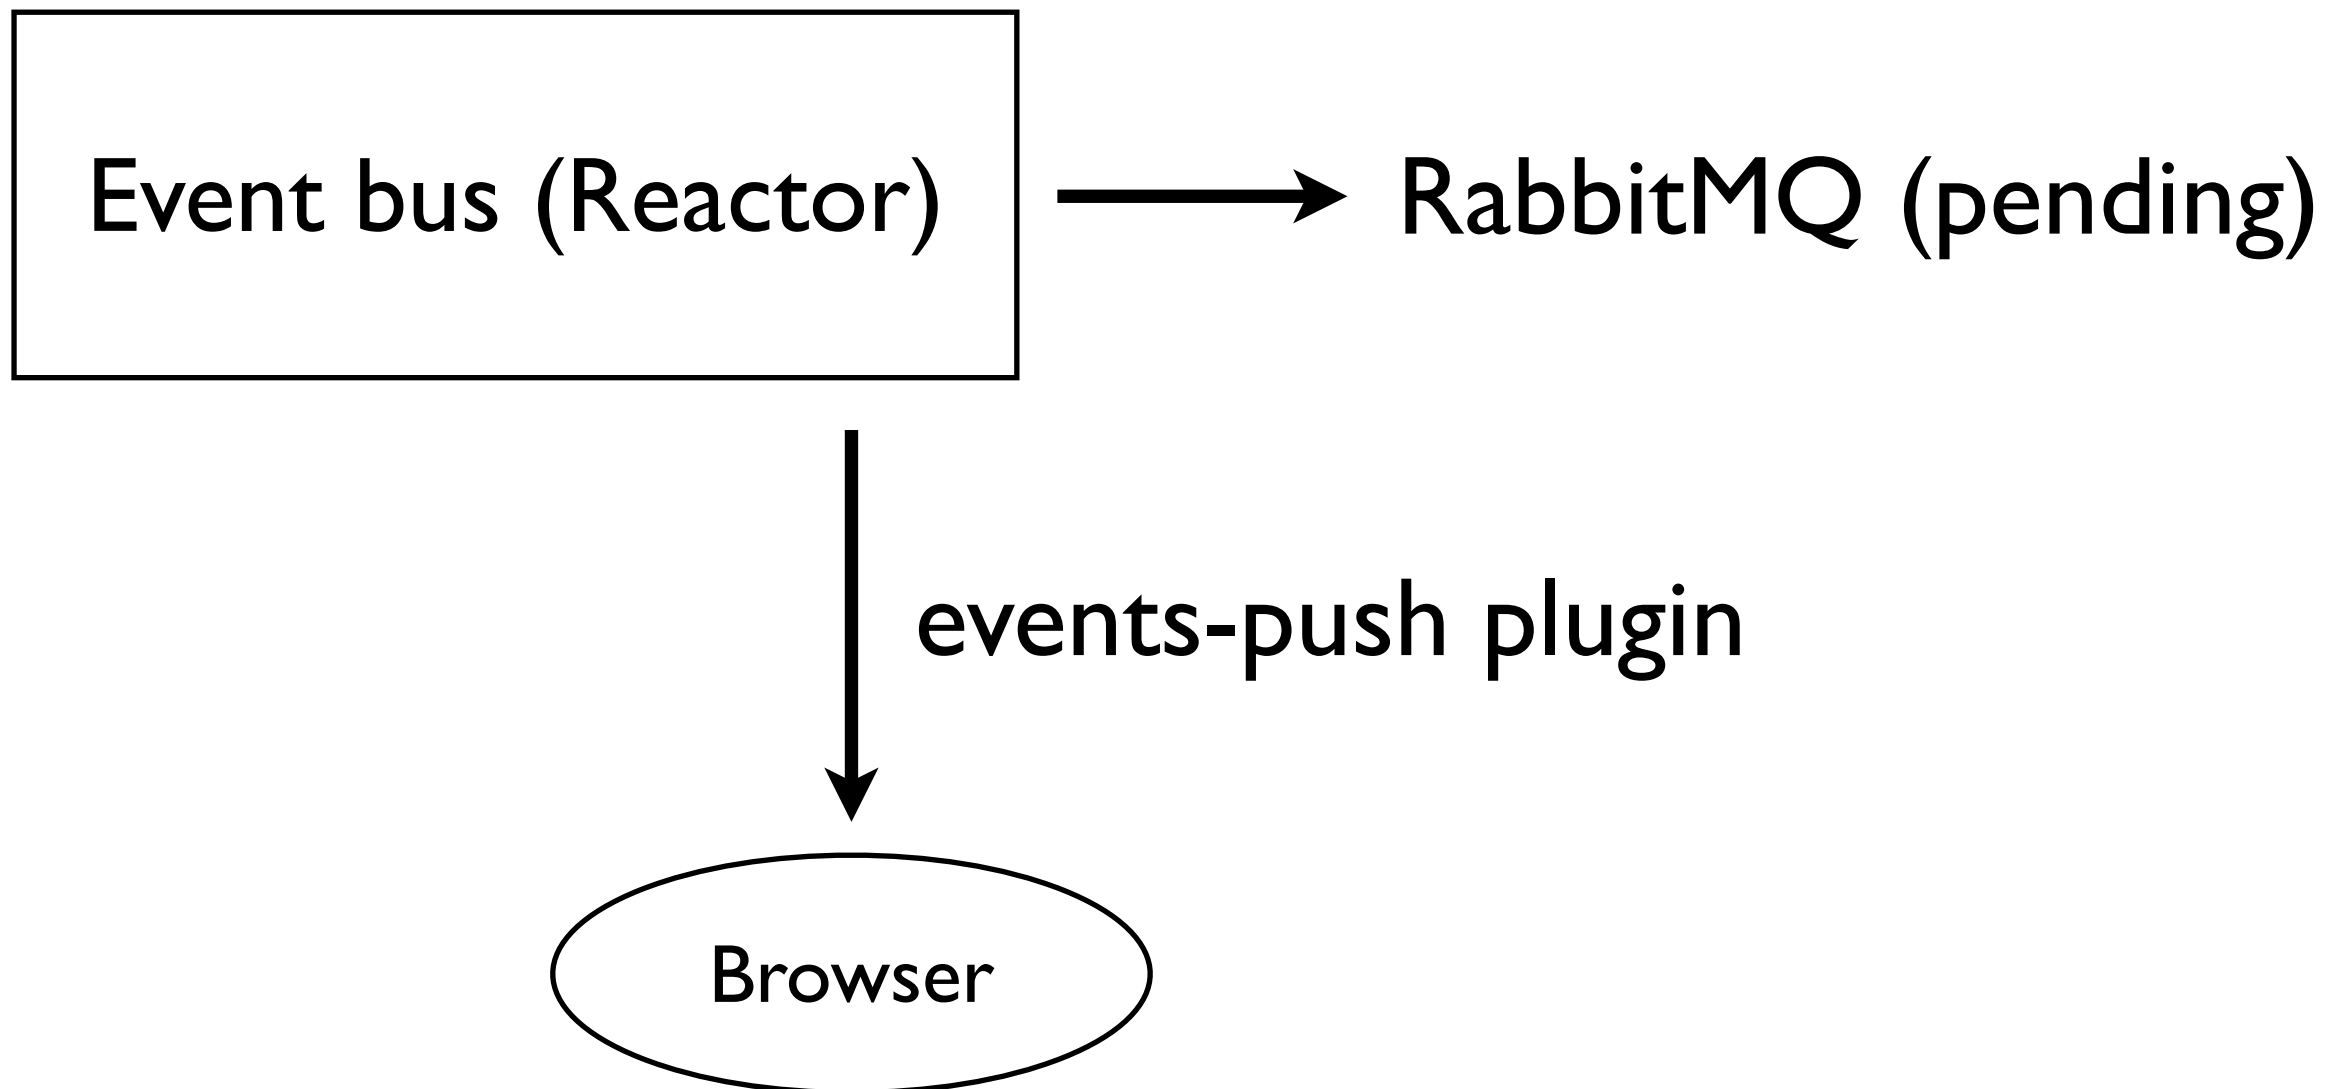 Event bus (Reactor)
RabbitMQ (pending)
events-push plugin
Browser